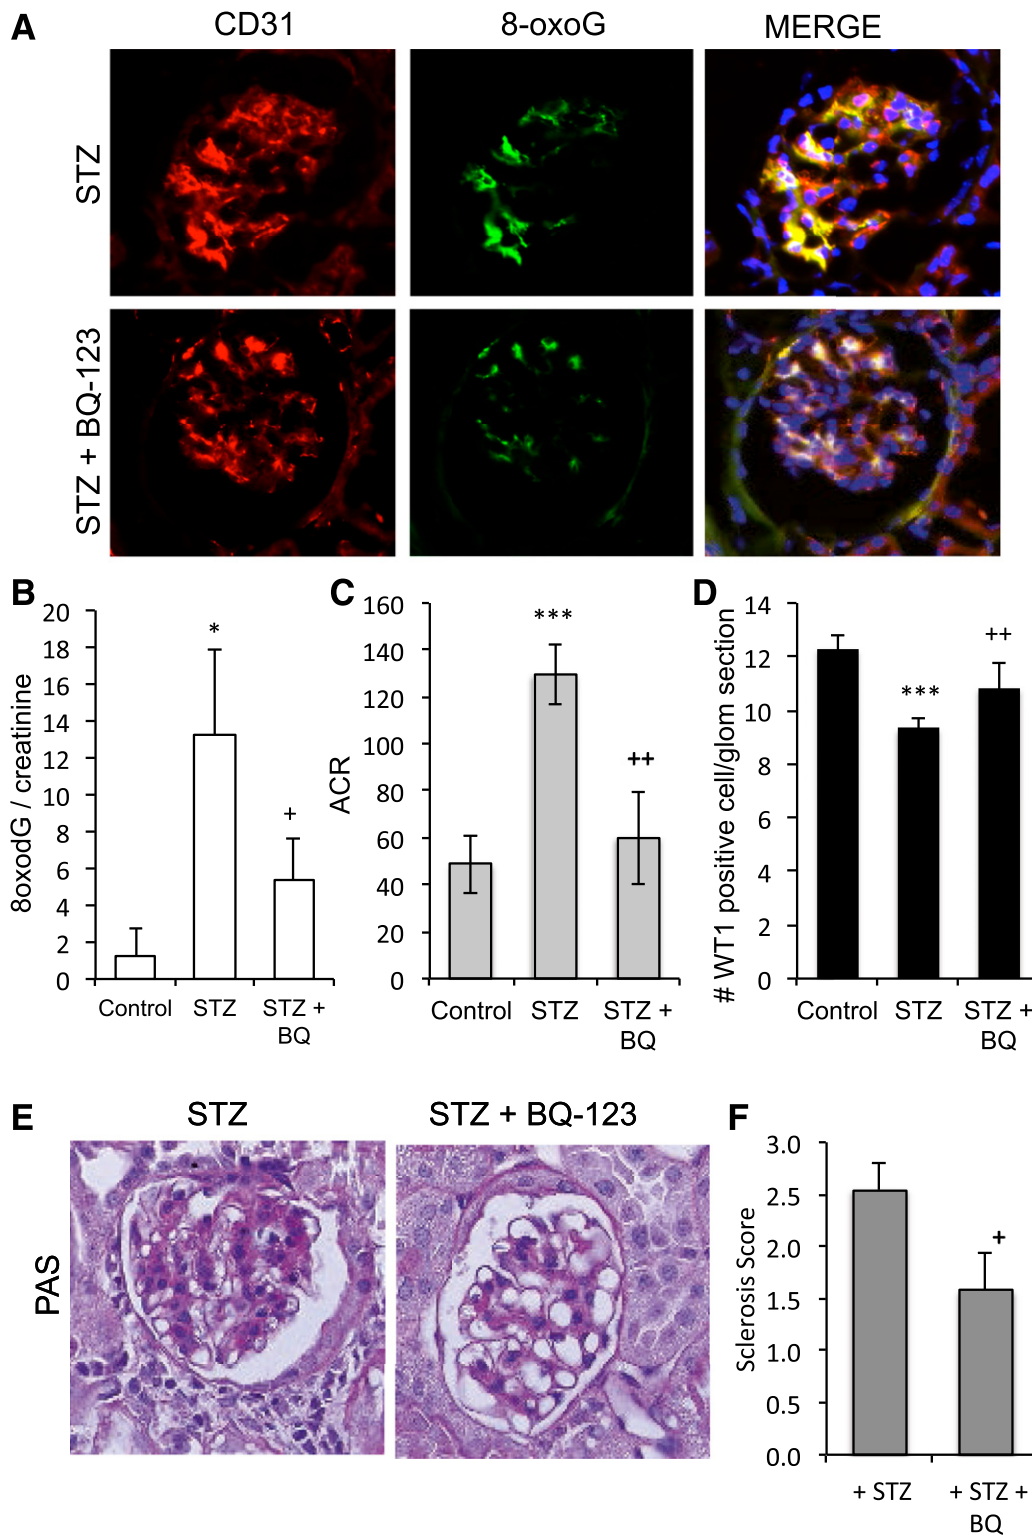 A
CD31
8-oxoG
MERGE
STZ
STZ + BQ-123
B
8oxodG / creatinine
20
18
16
14
12
10
8
6
4
2
0
*
+
Control
STZ
STZ +
BQ
C
ACR
160
140
120
100
80
60
40
20
0
***
++
Control
STZ
STZ +
BQ
D
# WT1 positive cell/glom section
14
12
10
8
6
4
2
0
***
++
Control
STZ
STZ +
BQ
E
STZ
STZ + BQ-123
PAS
F
Sclerosis Score
3.0
2.5
2.0
1.5
1.0
0.5
0.0
+
+ STZ
+ STZ +
BQ